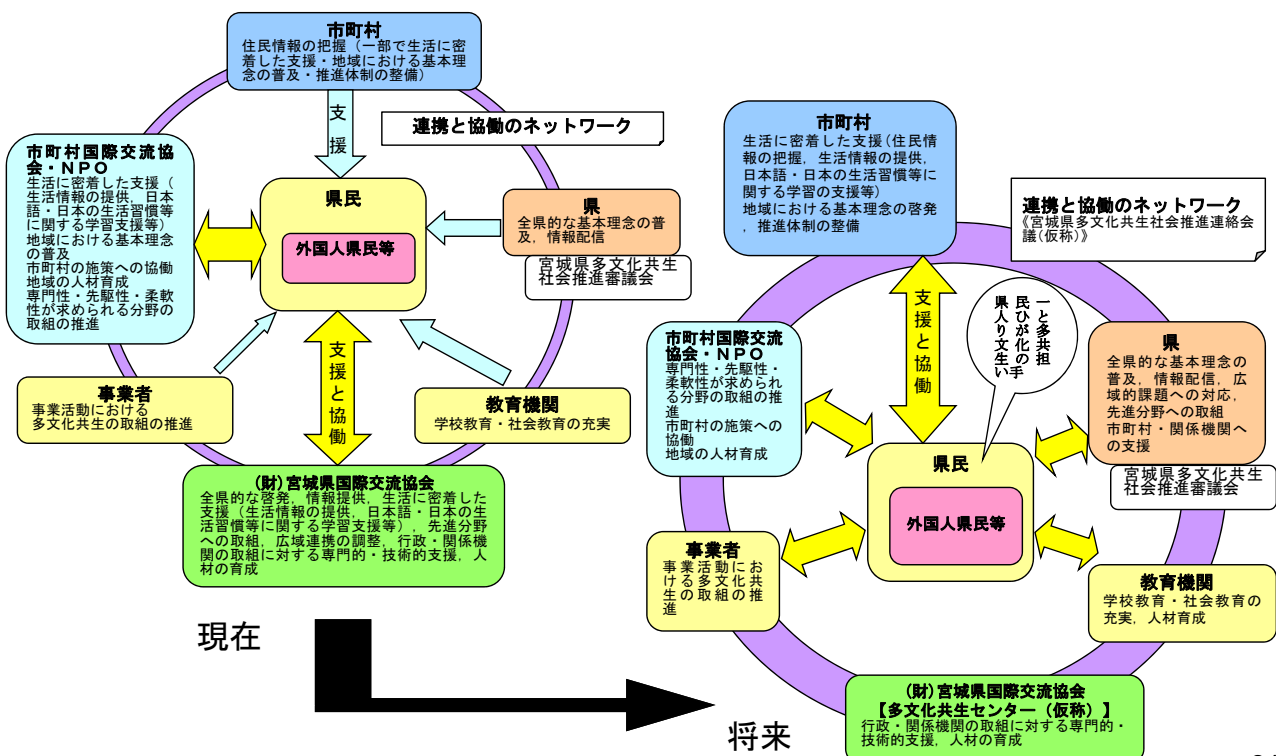 市町村
住民情報の把握（一部で生活に密
着した支援・地域における基本理
念の普及・推進体制の整備）
支援
連携と協働のネットワーク
市町村国際交流協
会・ＮＰＯ
生活に密着した支援（
生活情報の提供，日本
語・日本の生活習慣等
に関する学習支援等）
地域における基本理念
の普及
市町村の施策への協働
地域の人材育成
専門性・先駆性・柔軟
性が求められる分野の
取組の推進
県民
外国人県民等
県
全県的な基本理念の普
及，情報配信
宮城県多文化共生
社会推進審議会
事業者
事業活動における
多文化共生の取組の推進
支援と協働
教育機関
学校教育・社会教育の充実
(財)宮城県国際交流協会
全県的な啓発，情報提供，生活に密着した
支援（生活情報の提供，日本語・日本の生
活習慣等に関する学習支援等），先進分野
への取組，広域連携の調整，行政・関係機
関の取組に対する専門的・技術的支援，人
材の育成
現在
将来
市町村
生活に密着した支援(住民情
報の把握，生活情報の提供，
日本語・日本の生活習慣等に
関する学習の支援等)
地域における基本理念の啓発
，推進体制の整備
連携と協働のネットワーク
《宮城県多文化共生社会推進連絡会
議(仮称)》
支援と協働
県民一人ひとりが多文化共生の担い手
市町村国際交流
協会・ＮＰＯ
専門性・先駆性・
柔軟性が求められ
る分野の取組の推
進
市町村の施策への
協働
地域の人材育成
県
全県的な基本理念の
普及，情報配信，広
域的課題への対応，
先進分野への取組
市町村・関係機関へ
の支援
宮城県多文化共生
社会推進審議会
県民
外国人県民等
事業者
事業活動にお
ける多文化共
生の取組の推
進
教育機関
学校教育・社会教育の
充実，人材育成
(財)宮城県国際交流協会
【多文化共生センター（仮称）】
行政・関係機関の取組に対する専門的・
技術的支援，人材の育成